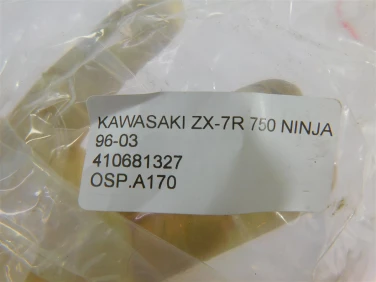 KAWASAKI ZX-7R 750 NINJA
96-03
410681327
OSP.A170